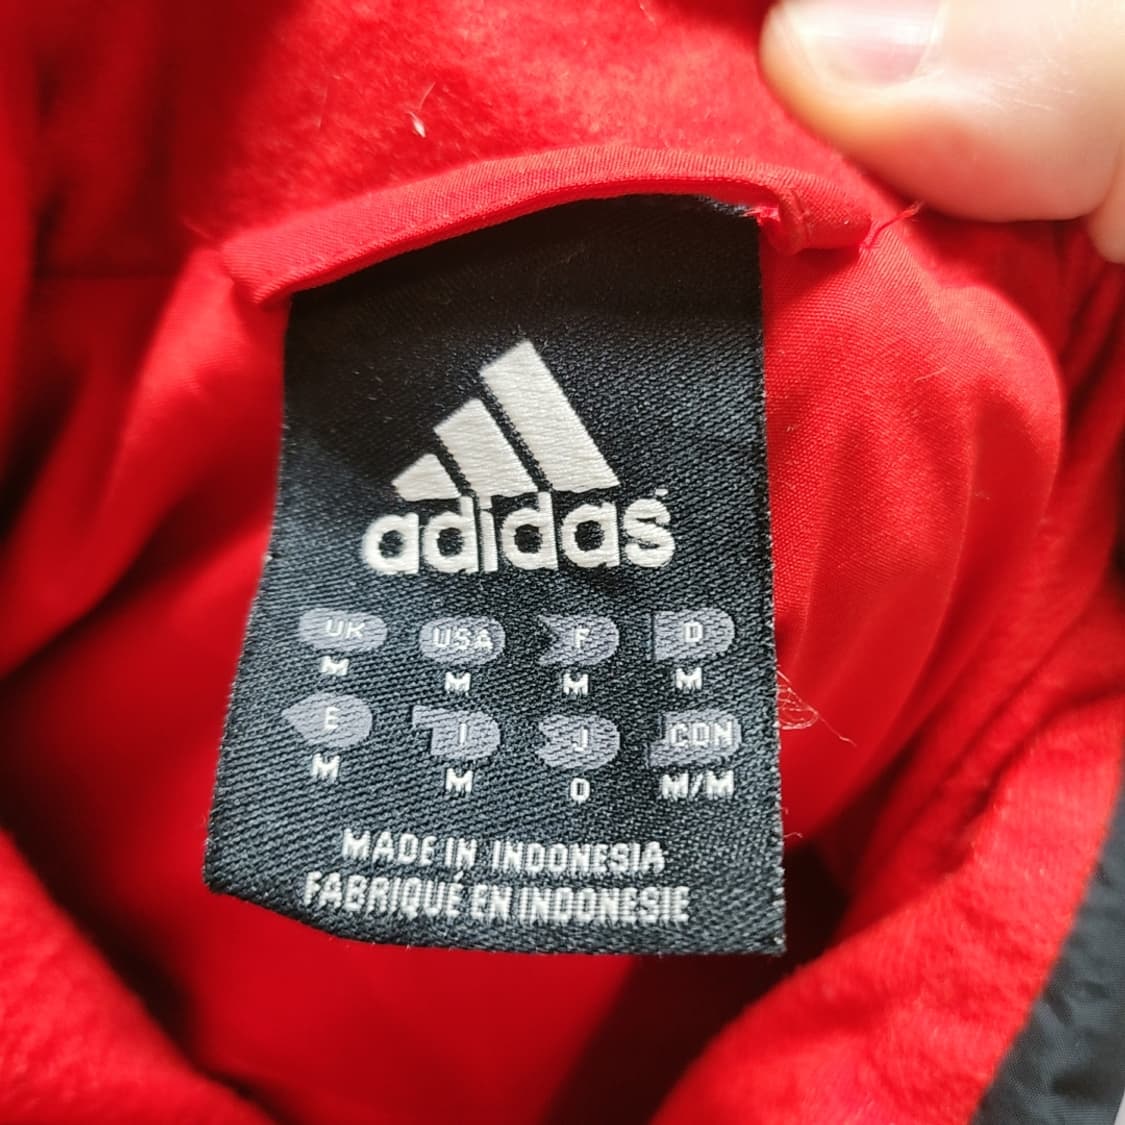 adidas
UK USA F D
M M M M
E I J CDN
M M O M/M
MADE IN INDONESIA
FABRIQUÉ EN INDONESIE